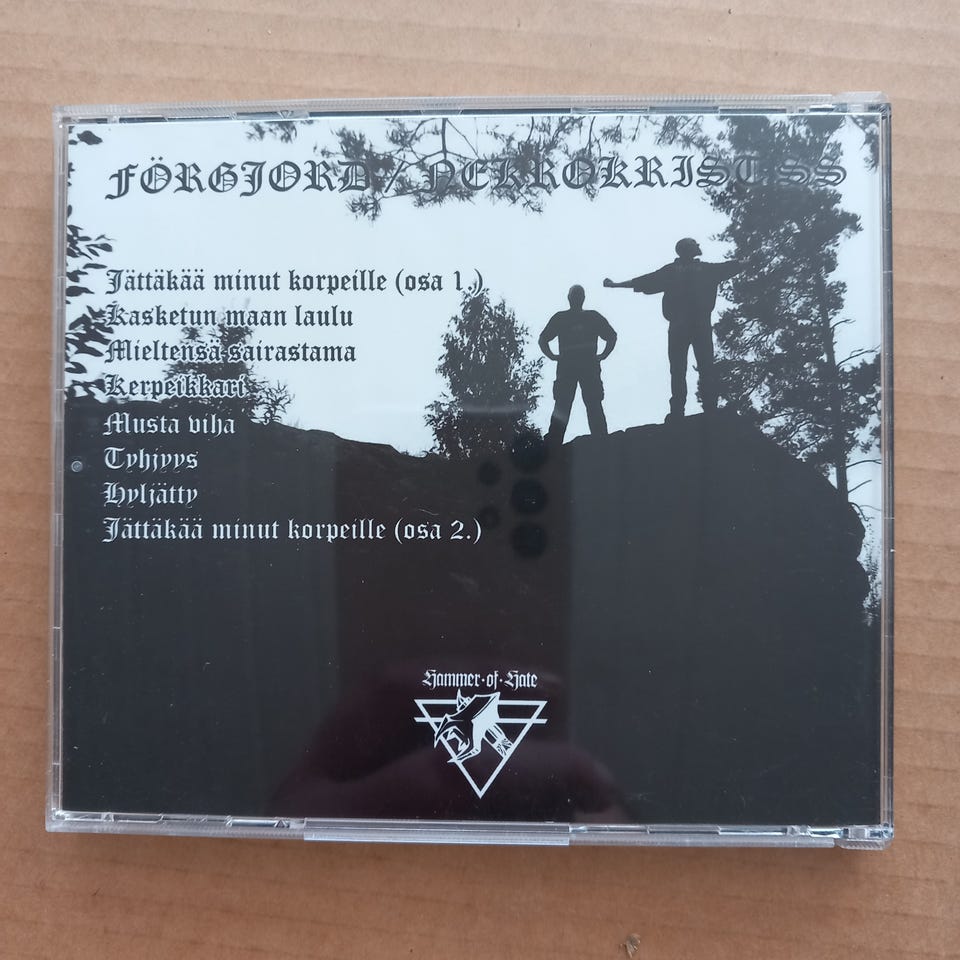 FÖRGJORD / NEKROKRISTUSS
Jättäkää minut korpeille (osa 1.)
Kasketun maan laulu
Mieltensä sairastama
Kerpeikkari
Musta viha
Tyhjyys
Hyljätty
Jättäkää minut korpeille (osa 2.)
Hammer·of·Hate